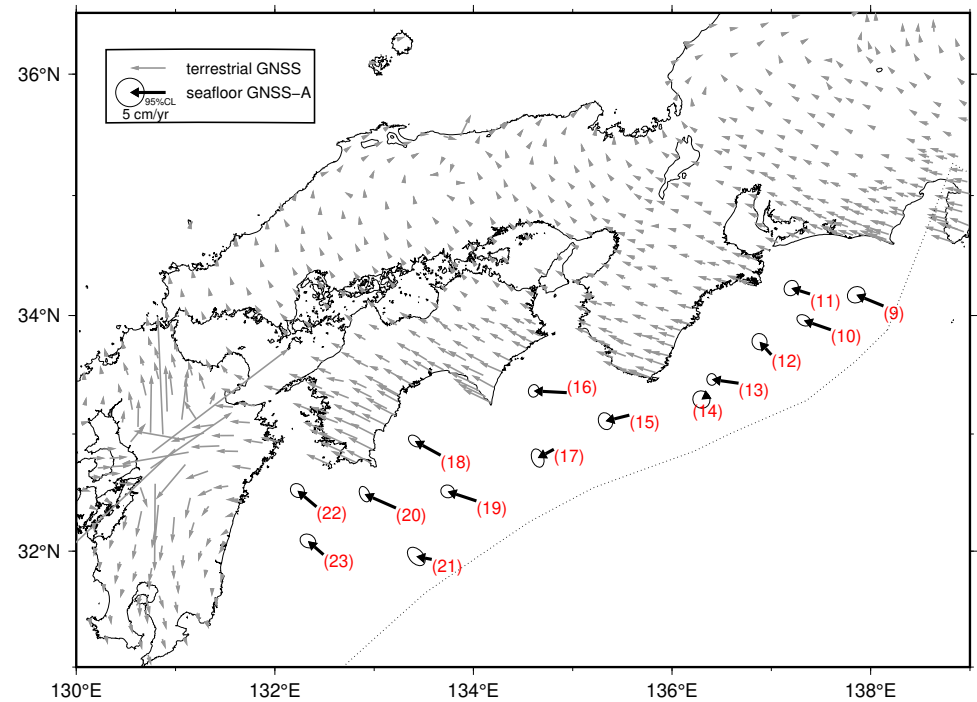 36°N
34°N
32°N
130°E
132°E
134°E
136°E
138°E
terrestrial GNSS
seafloor GNSS−A
95%CL
5 cm/yr
(11)
(9)
(10)
(12)
(13)
(16)
(14)
(15)
(17)
(18)
(19)
(20)
(22)
(23)
(21)